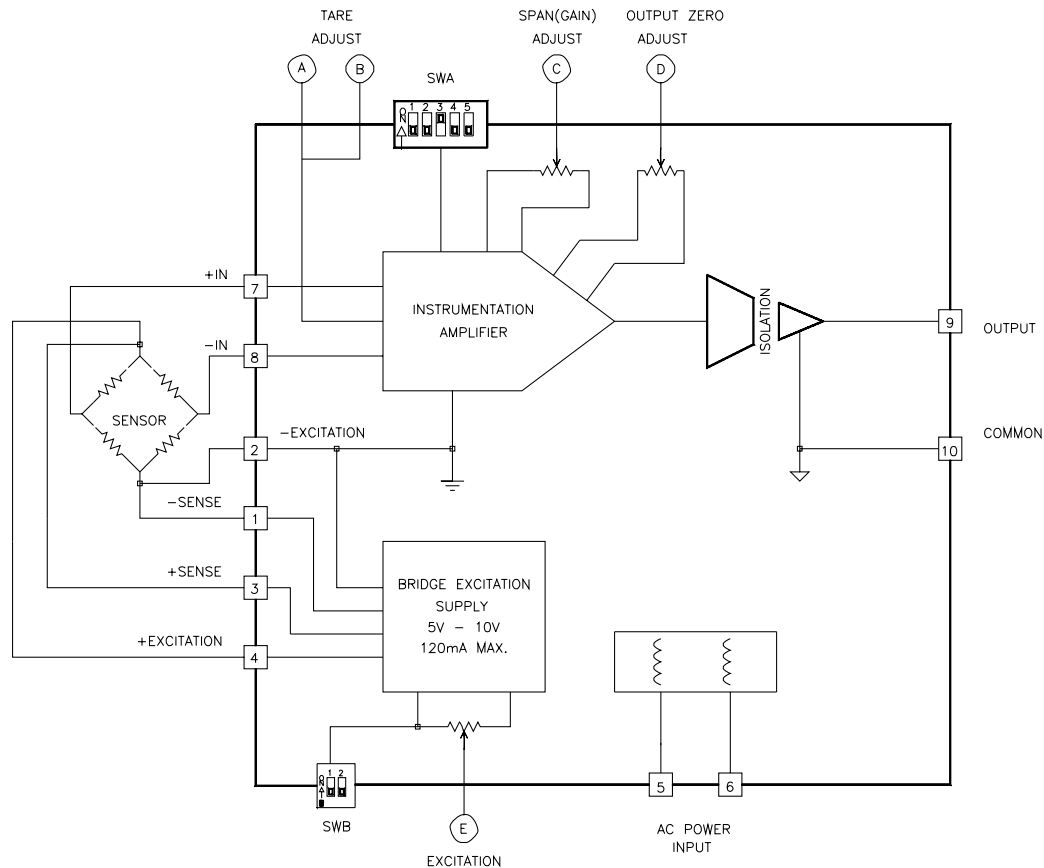 TARE
ADJUST
SPAN(GAIN)
ADJUST
OUTPUT ZERO
ADJUST
A
B
C
D
SWA
ON
1 2 3 4 5
+IN
7
INSTRUMENTATION
AMPLIFIER
-IN
8
ISOLATION
9
OUTPUT
SENSOR
-EXCITATION
2
COMMON
10
-SENSE
1
+SENSE
3
BRIDGE EXCITATION
SUPPLY
5V - 10V
120mA MAX.
+EXCITATION
4
ON
1 2
SWB
E
EXCITATION
5
6
AC POWER
INPUT